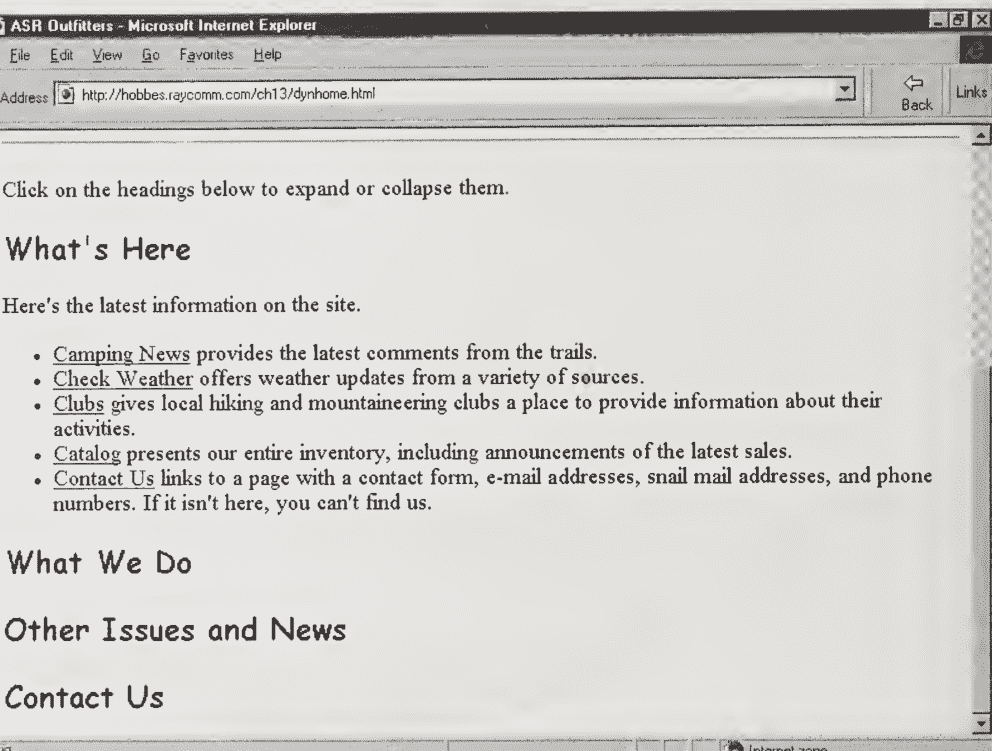 ASR Outfitters - Microsoft Internet Explorer
File Edit View Go Favorites Help
Address http://hobbes.raycomm.com/ch13/dynhome.html Back Links
Click on the headings below to expand or collapse them.
What's Here
Here's the latest information on the site.
• Camping News provides the latest comments from the trails.
• Check Weather offers weather updates from a variety of sources.
• Clubs gives local hiking and mountaineering clubs a place to provide information about their
activities.
• Catalog presents our entire inventory, including announcements of the latest sales.
• Contact Us links to a page with a contact form, e-mail addresses, snail mail addresses, and phone
numbers. If it isn't here, you can't find us.
What We Do
Other Issues and News
Contact Us
Internet zone